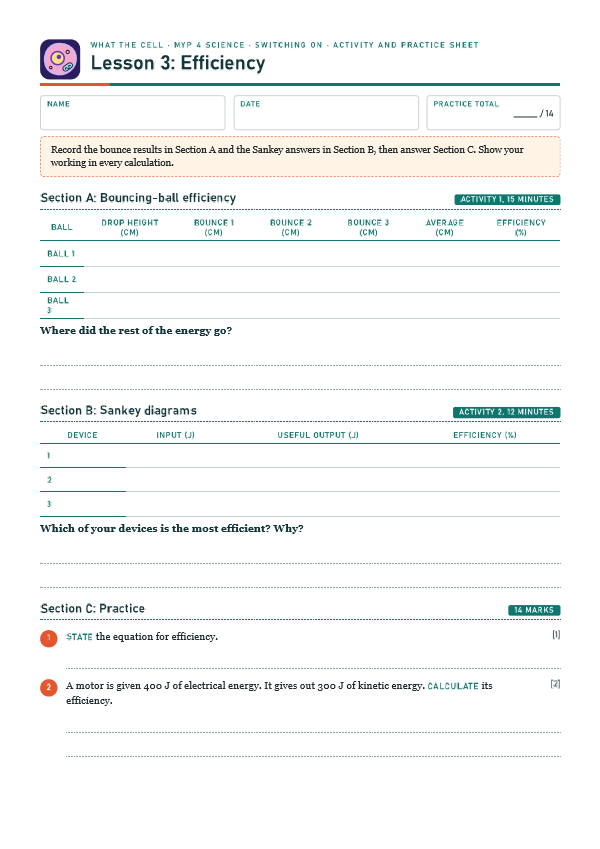 WHAT THE CELL · MYP 4 SCIENCE · SWITCHING ON · ACTIVITY AND PRACTICE SHEET
Lesson 3: Efficiency
NAME
DATE
PRACTICE TOTAL
_____ / 14
Record the bounce results in Section A and the Sankey answers in Section B, then answer Section C. Show your
working in every calculation.
Section A: Bouncing-ball efficiency
ACTIVITY 1, 15 MINUTES
BALL DROP HEIGHT (CM) BOUNCE 1 (CM) BOUNCE 2 (CM) BOUNCE 3 (CM) AVERAGE (CM) EFFICIENCY (%)
BALL 1
BALL 2
BALL
3
Where did the rest of the energy go?
Section B: Sankey diagrams
ACTIVITY 2, 12 MINUTES
DEVICE INPUT (J) USEFUL OUTPUT (J) EFFICIENCY (%)
1
2
3
Which of your devices is the most efficient? Why?
Section C: Practice
14 MARKS
1 STATE the equation for efficiency. [1]
2 A motor is given 400 J of electrical energy. It gives out 300 J of kinetic energy. CALCULATE its [2]
efficiency.